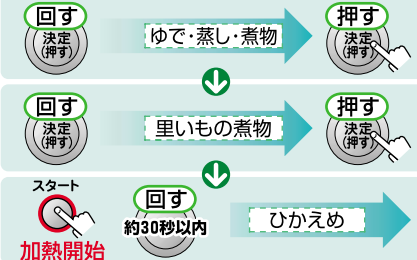 回す
決定
(押す)
ゆで・蒸し・煮物
押す
決定
(押す)
回す
決定
(押す)
里いもの煮物
押す
決定
(押す)
スタート
加熱開始
回す
約30秒以内
ひかえめ